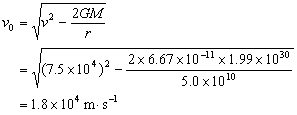 v₀ = √(v² − 2GM/r)
= √((7.5 × 10⁴)² − (2 × 6.67 × 10⁻¹¹ × 1.99 × 10³⁰)/(5.0 × 10¹⁰))
= 1.8 × 10⁴ m · s⁻¹